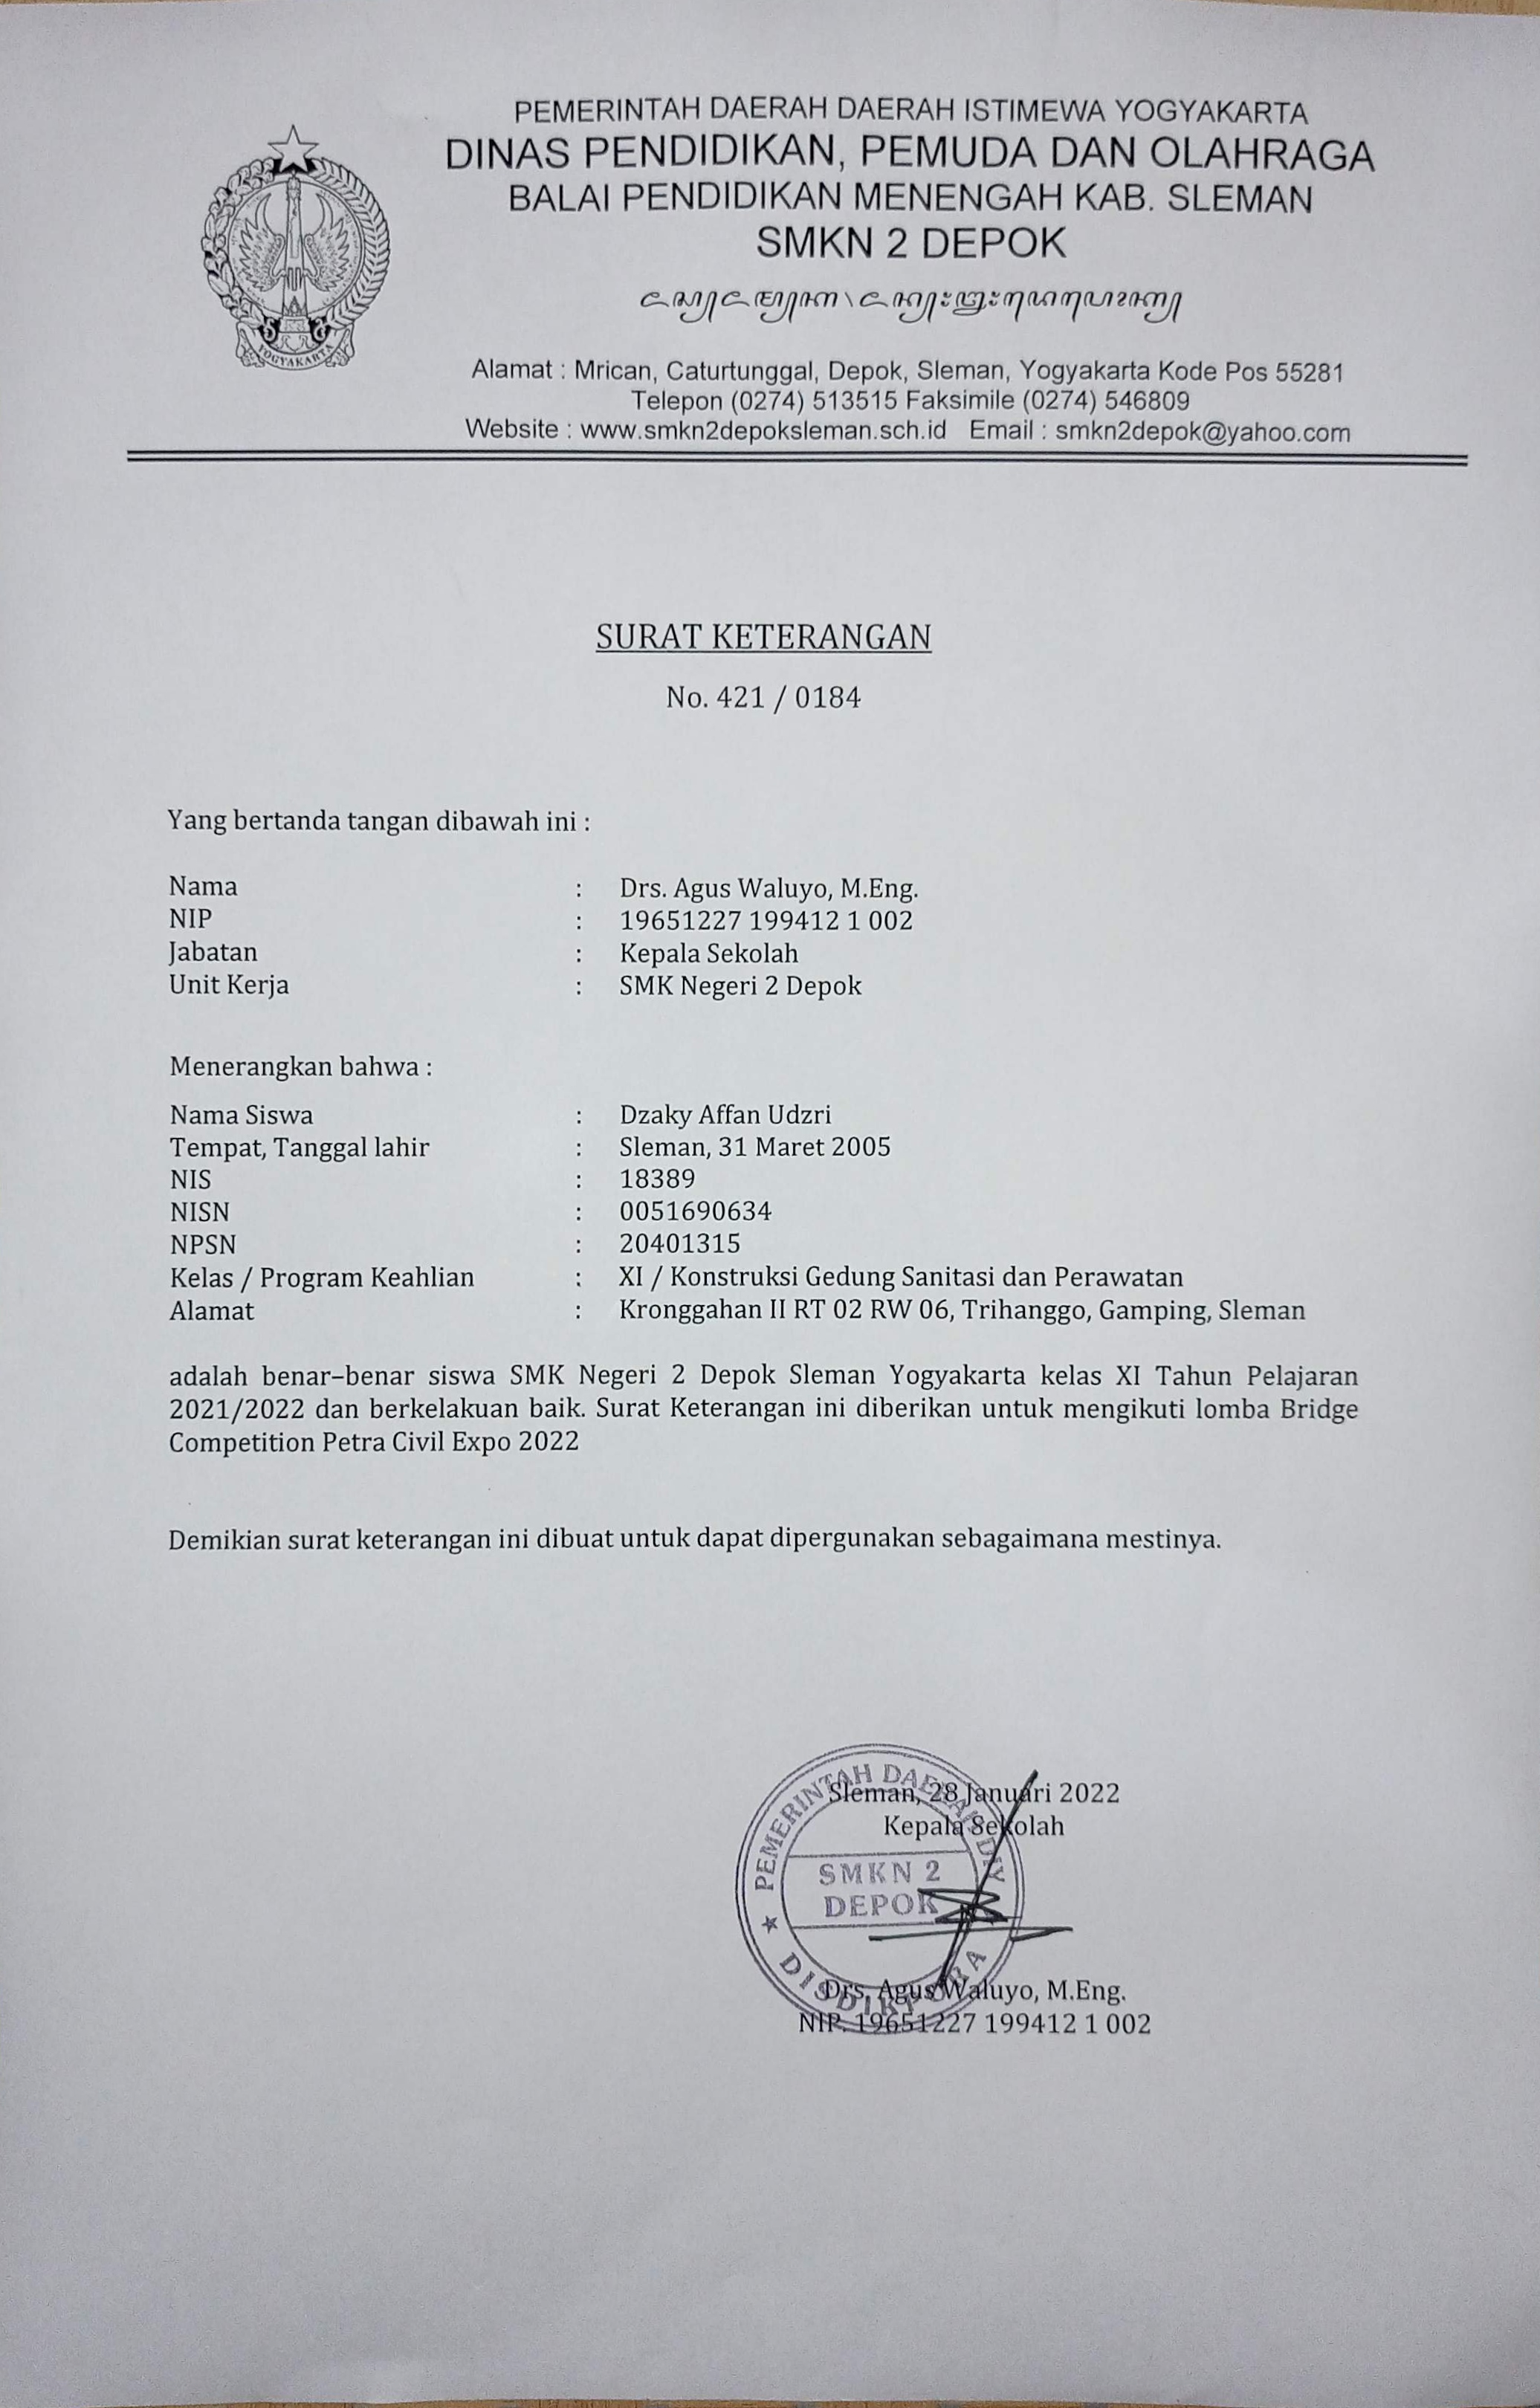 PEMERINTAH DAERAH DAERAH ISTIMEWA YOGYAKARTA
DINAS PENDIDIKAN, PEMUDA DAN OLAHRAGA
BALAI PENDIDIKAN MENENGAH KAB. SLEMAN
SMKN 2 DEPOK
YOGYAKARTA
Alamat : Mrican, Caturtunggal, Depok, Sleman, Yogyakarta Kode Pos 55281
Telepon (0274) 513515 Faksimile (0274) 546809
Website : www.smkn2depoksleman.sch.id Email : smkn2depok@yahoo.com
SURAT KETERANGAN
No. 421 / 0184
Yang bertanda tangan dibawah ini :
Nama : Drs. Agus Waluyo, M.Eng.
NIP : 19651227 199412 1 002
Jabatan : Kepala Sekolah
Unit Kerja : SMK Negeri 2 Depok
Menerangkan bahwa :
Nama Siswa : Dzaky Affan Udzri
Tempat, Tanggal lahir : Sleman, 31 Maret 2005
NIS : 18389
NISN : 0051690634
NPSN : 20401315
Kelas / Program Keahlian : XI / Konstruksi Gedung Sanitasi dan Perawatan
Alamat : Kronggahan II RT 02 RW 06, Trihanggo, Gamping, Sleman
adalah benar–benar siswa SMK Negeri 2 Depok Sleman Yogyakarta kelas XI Tahun Pelajaran
2021/2022 dan berkelakuan baik. Surat Keterangan ini diberikan untuk mengikuti lomba Bridge
Competition Petra Civil Expo 2022
Demikian surat keterangan ini dibuat untuk dapat dipergunakan sebagaimana mestinya.
Sleman, 28 Januari 2022
Kepala Sekolah
PEMERINTAH DAERAH DIY
SMKN 2
DEPOK
DISDIKPORA
Drs. Agus Waluyo, M.Eng.
NIP. 19651227 199412 1 002